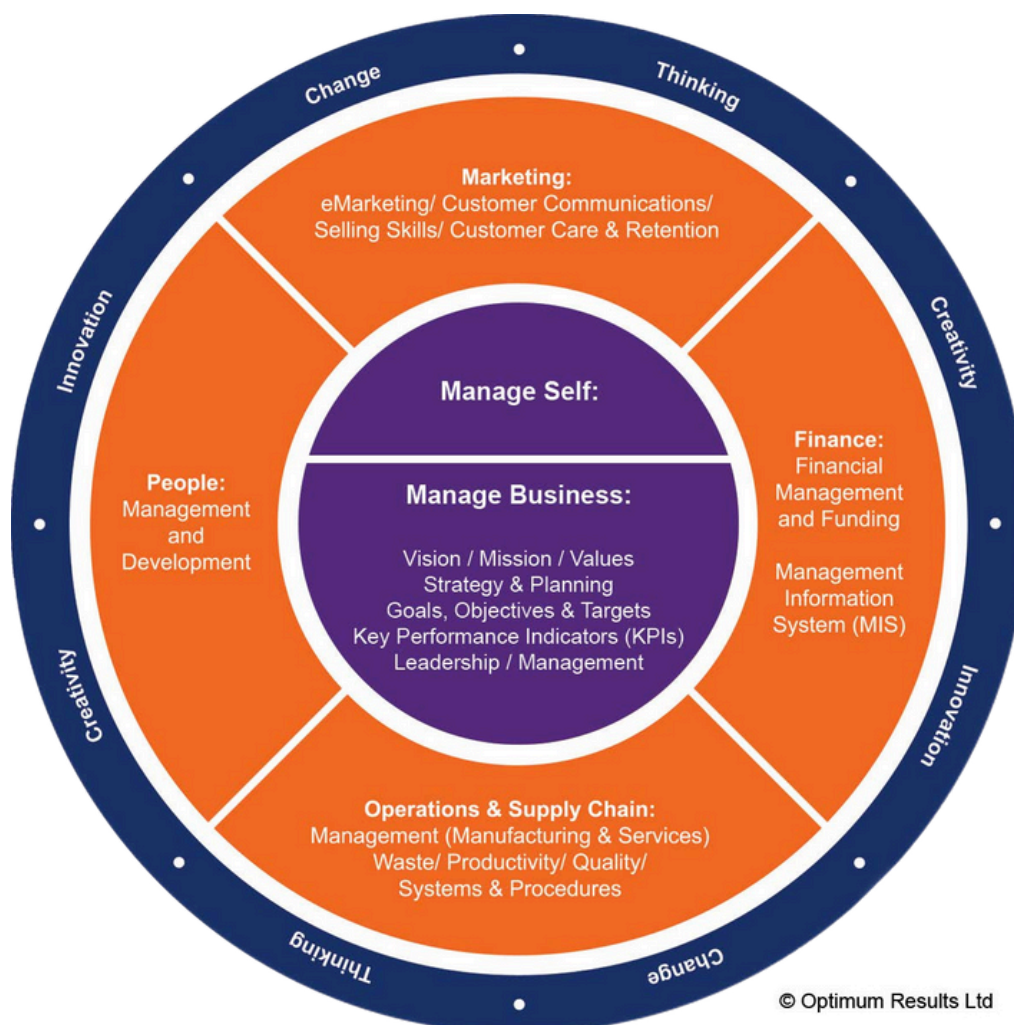 Change
Thinking
Marketing:
eMarketing/ Customer Communications/
Selling Skills/ Customer Care & Retention
Innovation
Creativity
Manage Self:
People:
Management
and
Development
Manage Business:
Vision / Mission / Values
Strategy & Planning
Goals, Objectives & Targets
Key Performance Indicators (KPIs)
Leadership / Management
Finance:
Financial
Management
and Funding
Management
Information
System (MIS)
Creativity
Innovation
Operations & Supply Chain:
Management (Manufacturing & Services)
Waste/ Productivity/ Quality/
Systems & Procedures
Thinking
Change
© Optimum Results Ltd